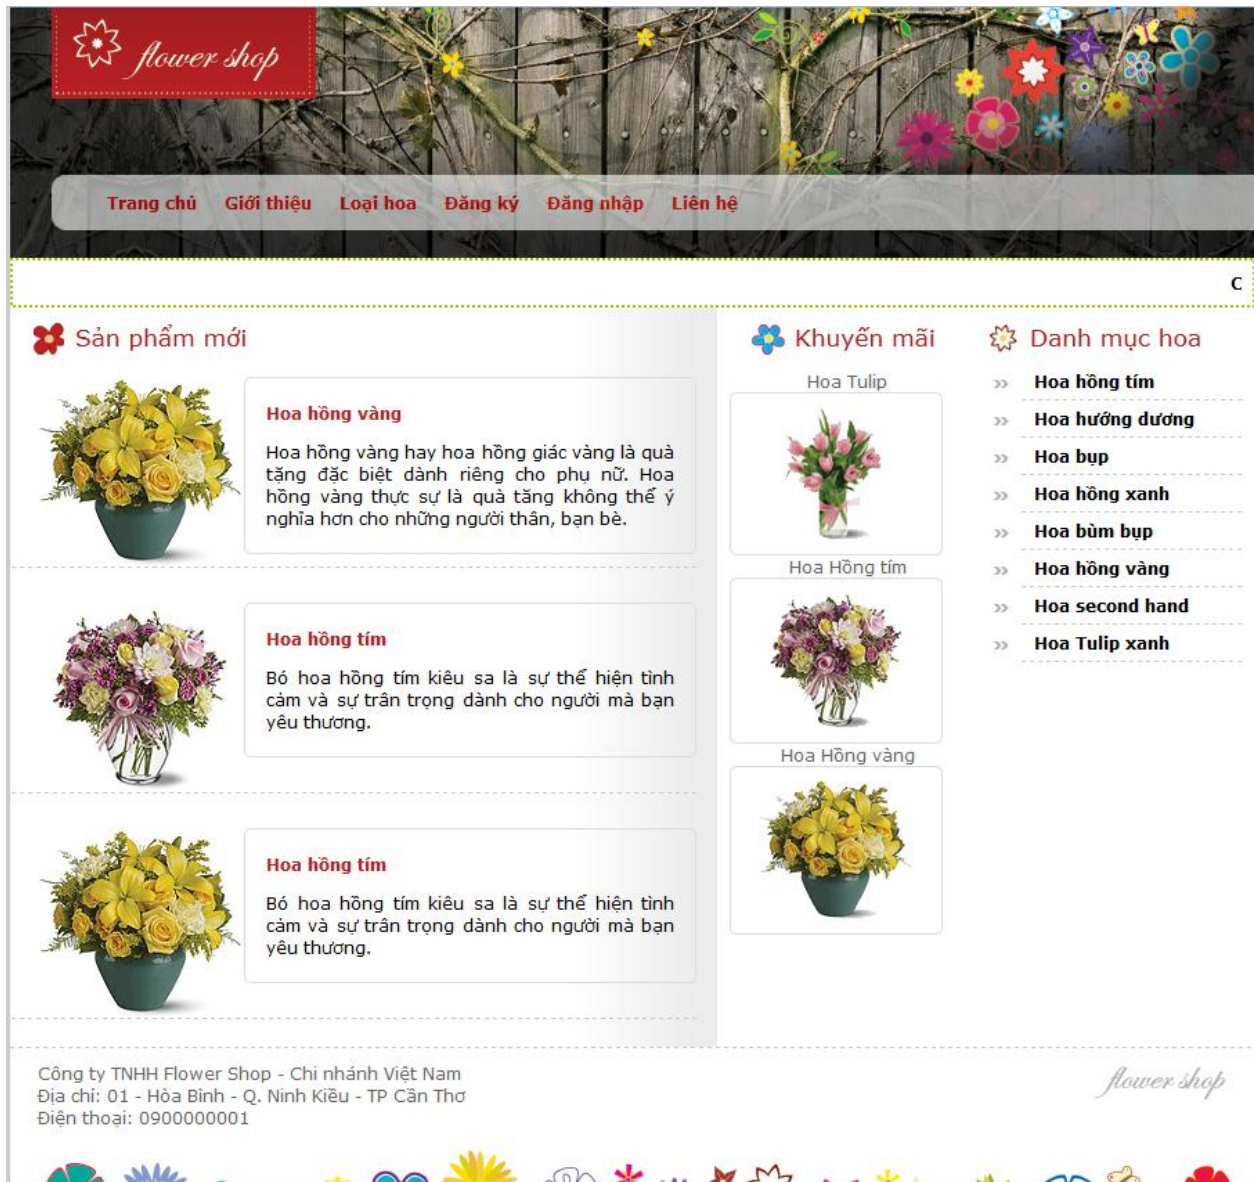 flower shop
Trang chủ Giới thiệu Loại hoa Đăng ký Đăng nhập Liên hệ
C
Sản phẩm mới
Hoa hồng vàng
Hoa hồng vàng hay hoa hồng giác vàng là quà
tặng đặc biệt dành riêng cho phụ nữ. Hoa
hồng vàng thực sự là quà tăng không thể ý
nghĩa hơn cho những người thân, bạn bè.
Hoa hồng tím
Bó hoa hồng tím kiêu sa là sự thể hiện tình
cảm và sự trân trọng dành cho người mà bạn
yêu thương.
Hoa hồng tím
Bó hoa hồng tím kiêu sa là sự thể hiện tình
cảm và sự trân trọng dành cho người mà bạn
yêu thương.
Khuyến mãi
Hoa Tulip
Hoa Hồng tím
Hoa Hồng vàng
Danh mục hoa
Hoa hồng tím
Hoa hướng dương
Hoa bụp
Hoa hồng xanh
Hoa bùm bụp
Hoa hồng vàng
Hoa second hand
Hoa Tulip xanh
Công ty TNHH Flower Shop - Chi nhánh Việt Nam
Địa chỉ: 01 - Hòa Bình - Q. Ninh Kiều - TP Cần Thơ
Điện thoại: 0900000001
flower shop